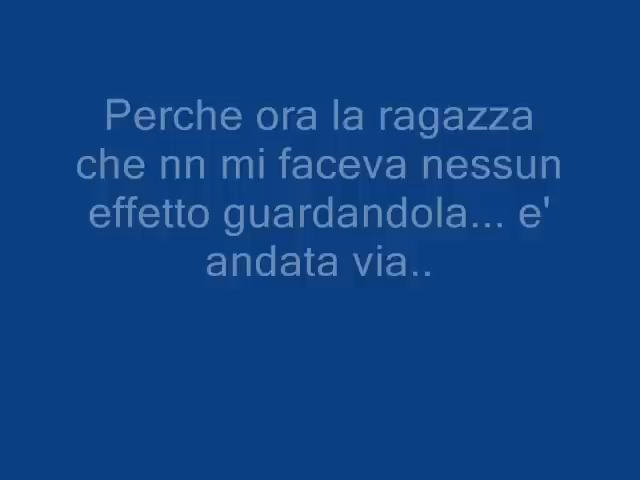 Perche ora la ragazza
che nn mi faceva nessun
effetto guardandola... e'
andata via..